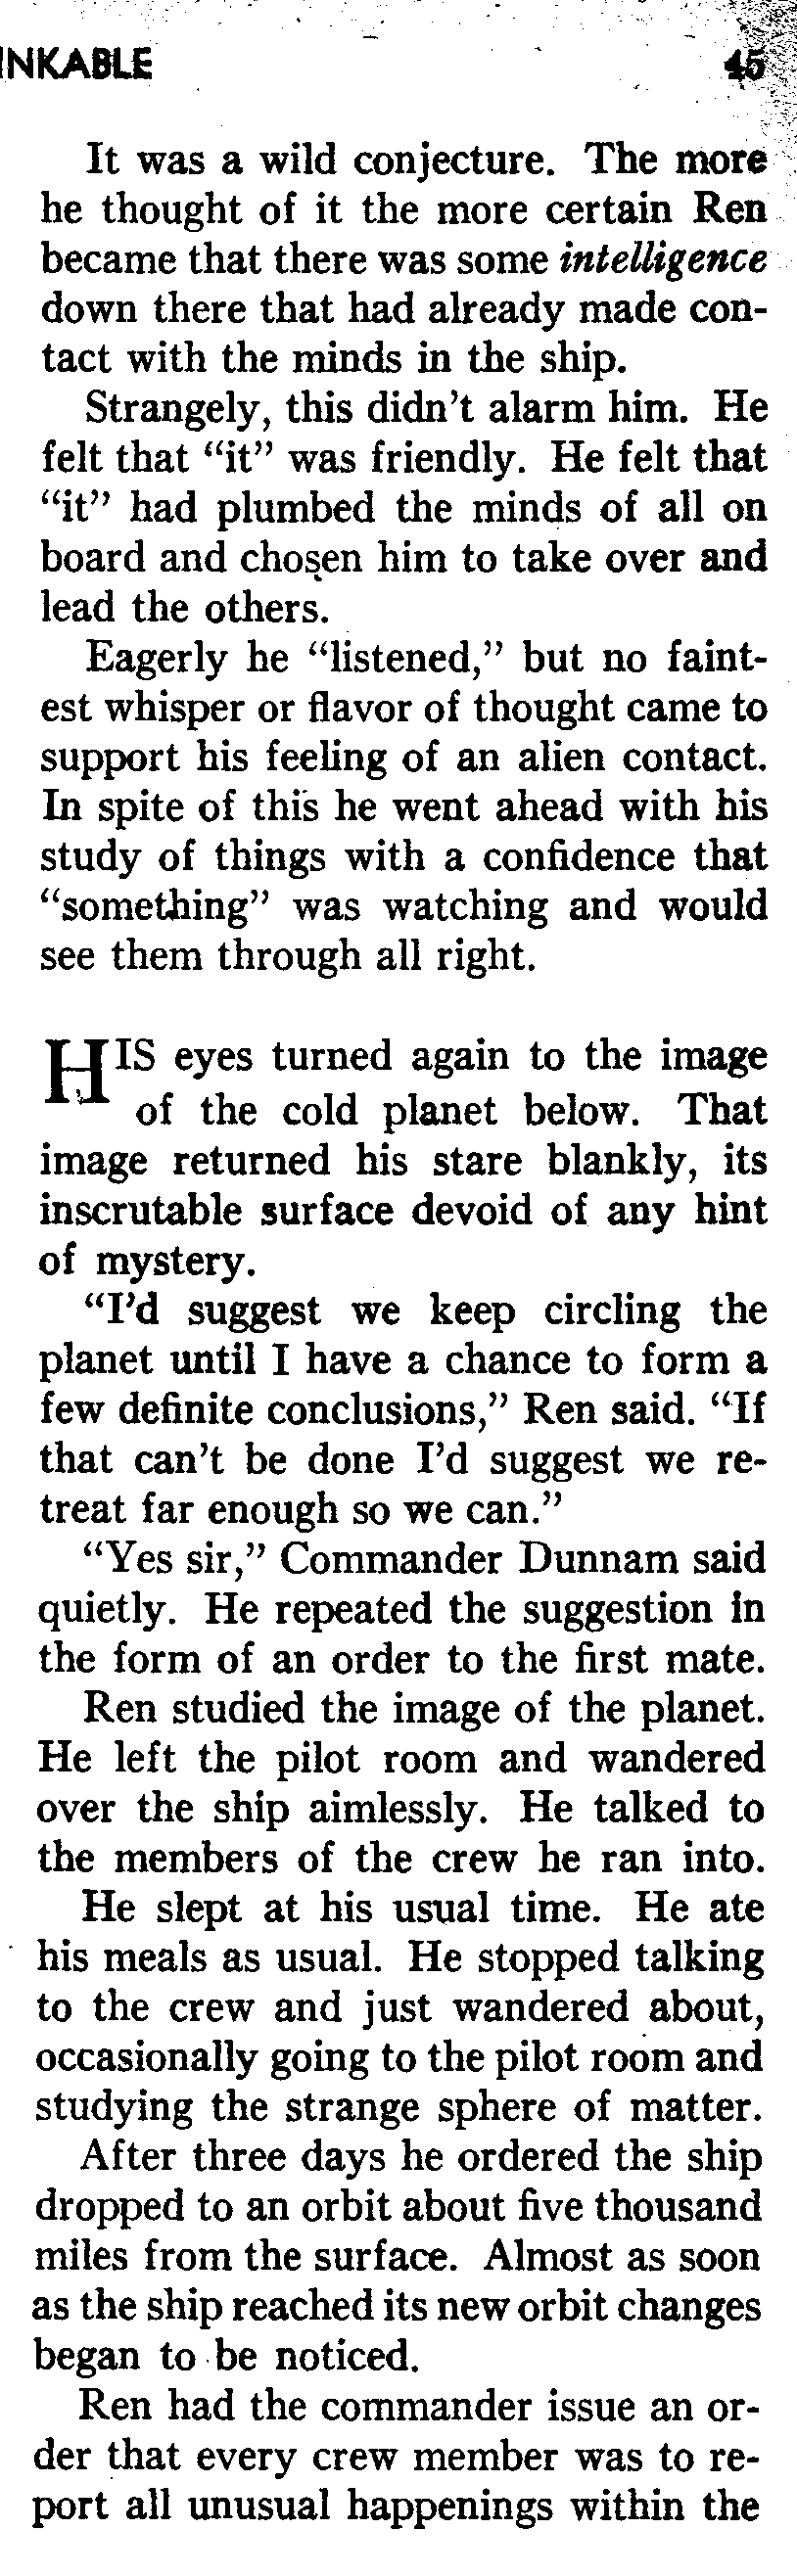 INKABLE 45
It was a wild conjecture. The more
he thought of it the more certain Ren
became that there was some intelligence
down there that had already made con-
tact with the minds in the ship.
Strangely, this didn't alarm him. He
felt that "it" was friendly. He felt that
"it" had plumbed the minds of all on
board and chosen him to take over and
lead the others.
Eagerly he "listened," but no faint-
est whisper or flavor of thought came to
support his feeling of an alien contact.
In spite of this he went ahead with his
study of things with a confidence that
"something" was watching and would
see them through all right.
HIS eyes turned again to the image
of the cold planet below. That
image returned his stare blankly, its
inscrutable surface devoid of any hint
of mystery.
"I'd suggest we keep circling the
planet until I have a chance to form a
few definite conclusions," Ren said. "If
that can't be done I'd suggest we re-
treat far enough so we can."
"Yes sir," Commander Dunnam said
quietly. He repeated the suggestion in
the form of an order to the first mate.
Ren studied the image of the planet.
He left the pilot room and wandered
over the ship aimlessly. He talked to
the members of the crew he ran into.
He slept at his usual time. He ate
his meals as usual. He stopped talking
to the crew and just wandered about,
occasionally going to the pilot room and
studying the strange sphere of matter.
After three days he ordered the ship
dropped to an orbit about five thousand
miles from the surface. Almost as soon
as the ship reached its new orbit changes
began to be noticed.
Ren had the commander issue an or-
der that every crew member was to re-
port all unusual happenings within the